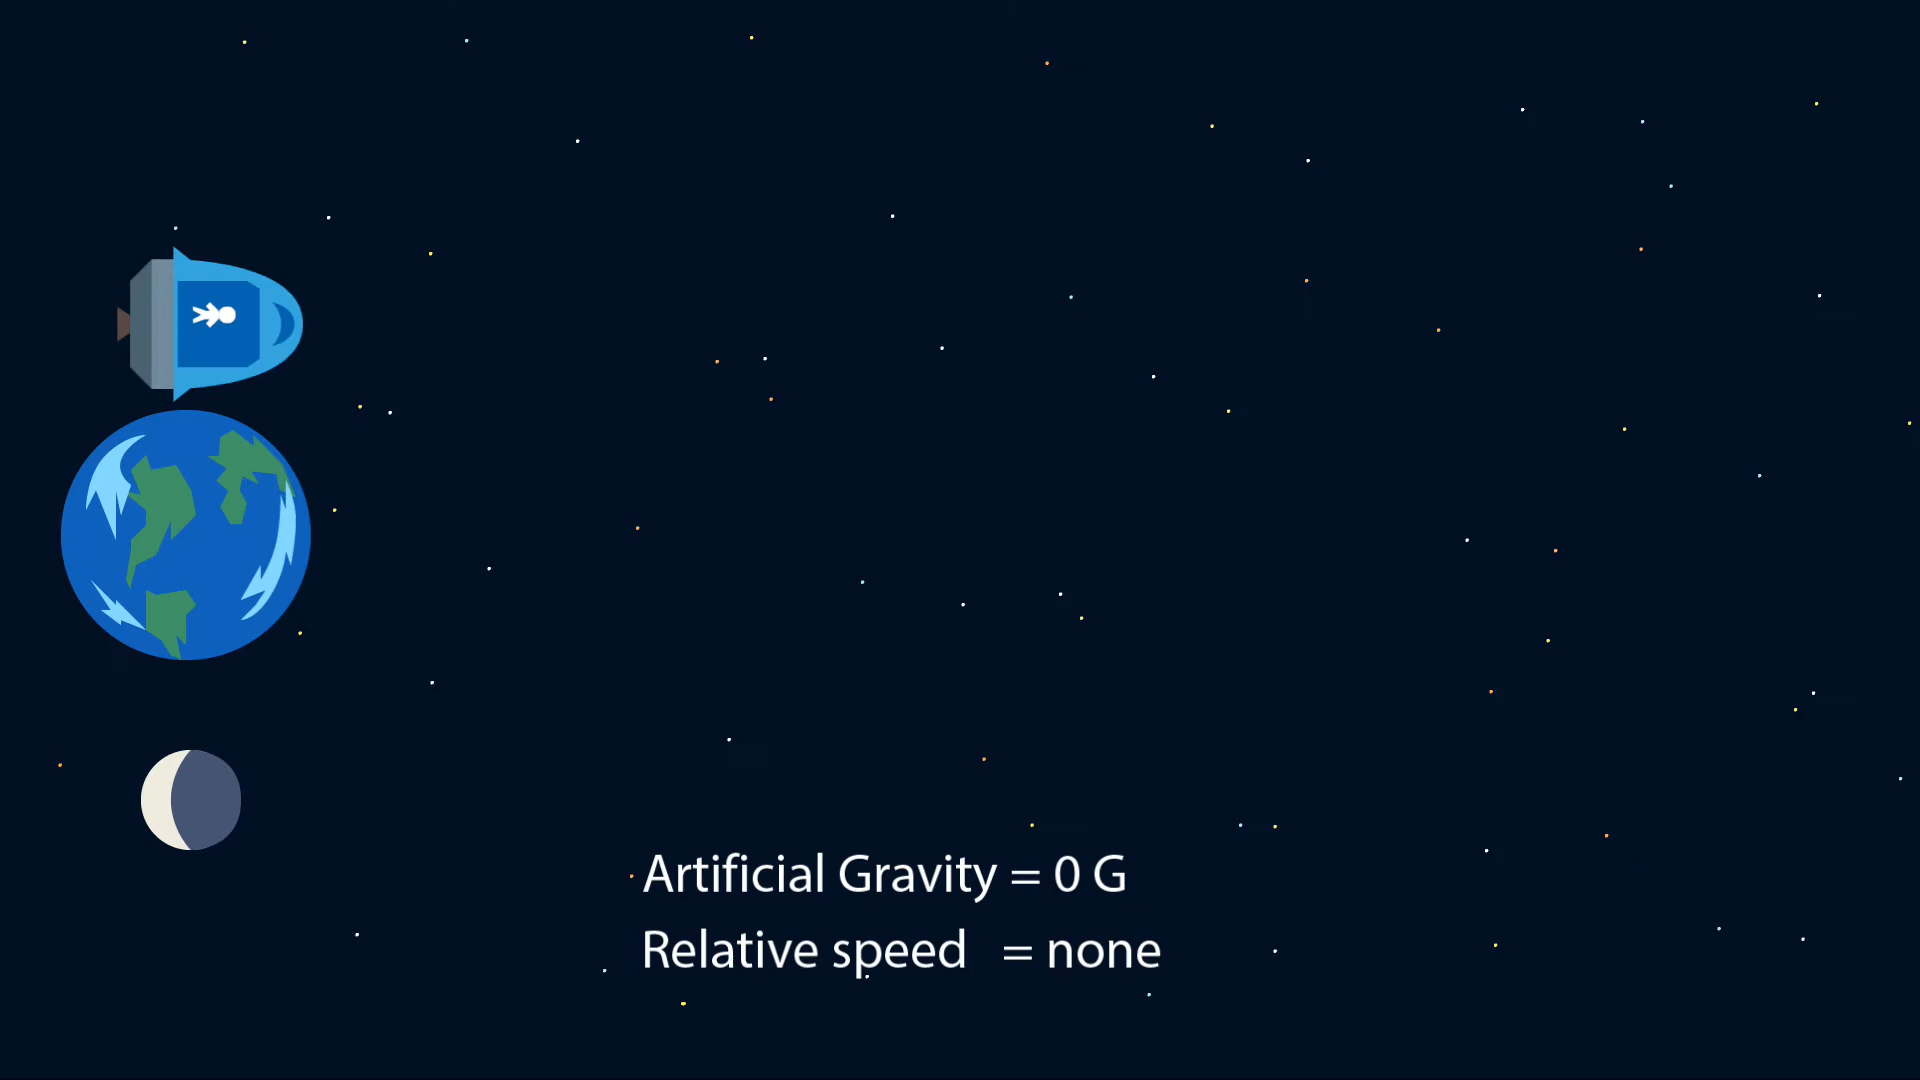 Artificial Gravity = 0 G
Relative speed = none